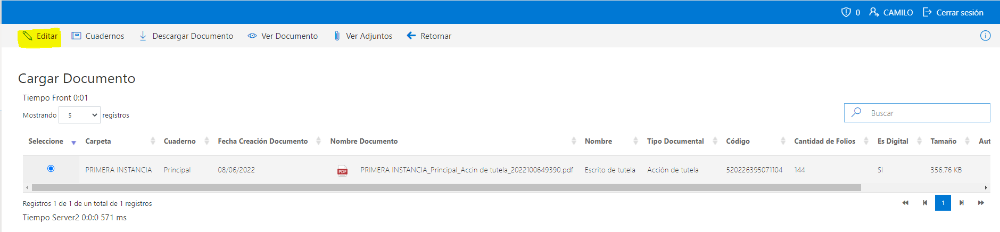 0 CAMILO Cerrar sesión
Editar Cuadernos Descargar Documento Ver Documento Ver Adjuntos Retornar
Cargar Documento
Tiempo Front 0:01
Mostrando 5 registros Buscar
Seleccione Carpeta Cuaderno Fecha Creación Documento Nombre Documento Nombre Tipo Documental Código Cantidad de Folios Es Digital Tamaño Aut
PRIMERA INSTANCIA Principal 08/06/2022 PDF PRIMERA INSTANCIA_Principal_Accin de tutela_2022100649390.pdf Escrito de tutela Acción de tutela 520226395071104 144 SI 356.76 KB
Registros 1 de 1 de un total de 1 registros 1
Tiempo Server2 0:0:0 571 ms